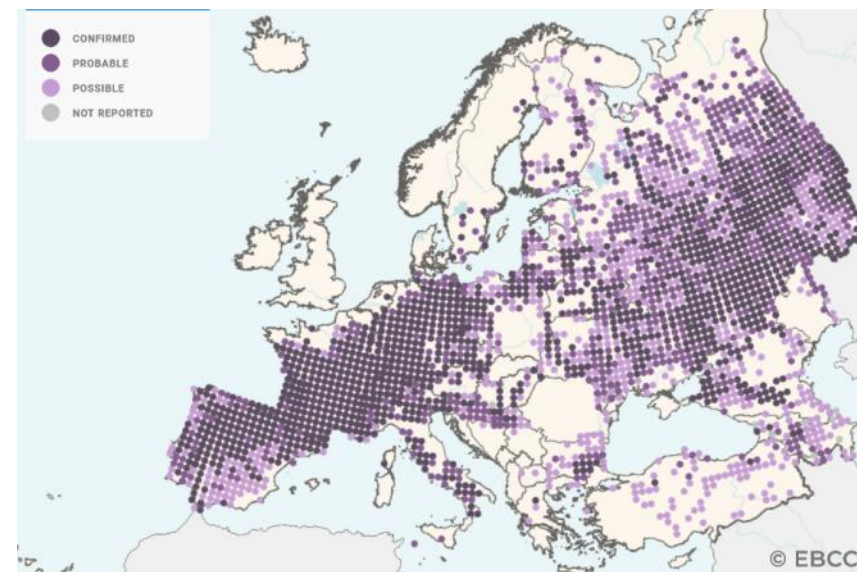 CONFIRMED
PROBABLE
POSSIBLE
NOT REPORTED
© EBCC